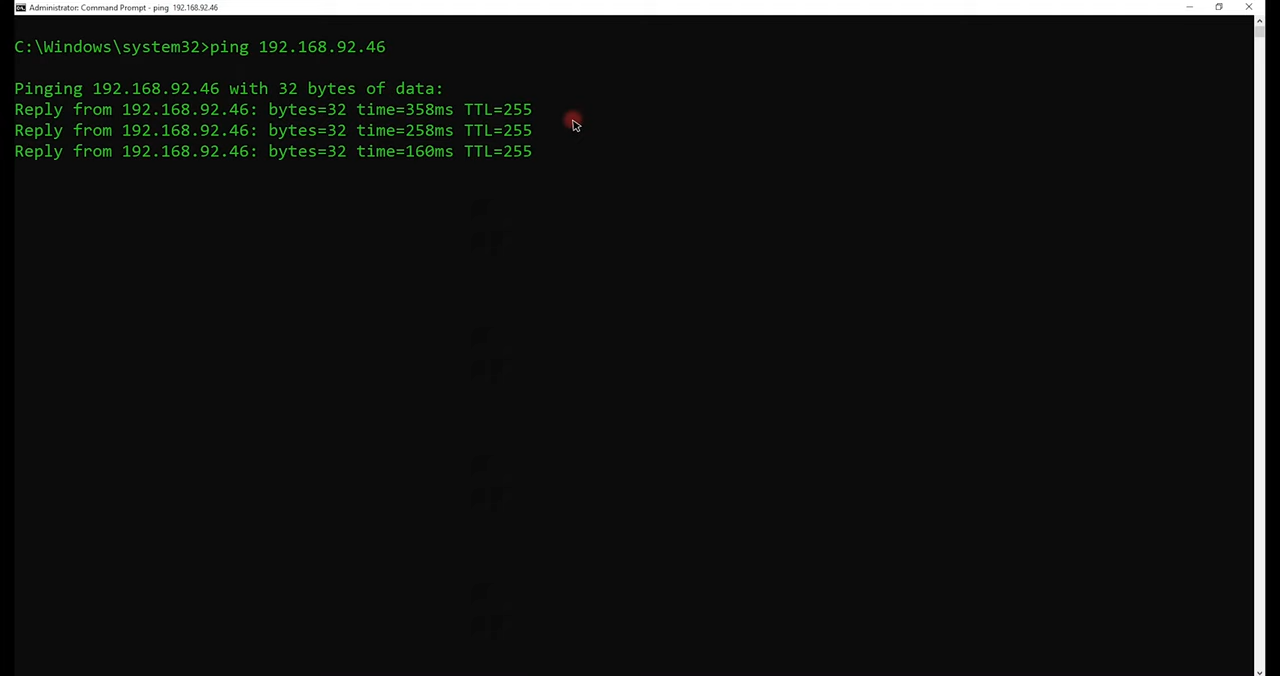 Administrator: Command Prompt - ping 192.168.92.46
C:\Windows\system32>ping 192.168.92.46
Pinging 192.168.92.46 with 32 bytes of data:
Reply from 192.168.92.46: bytes=32 time=358ms TTL=255
Reply from 192.168.92.46: bytes=32 time=258ms TTL=255
Reply from 192.168.92.46: bytes=32 time=160ms TTL=255